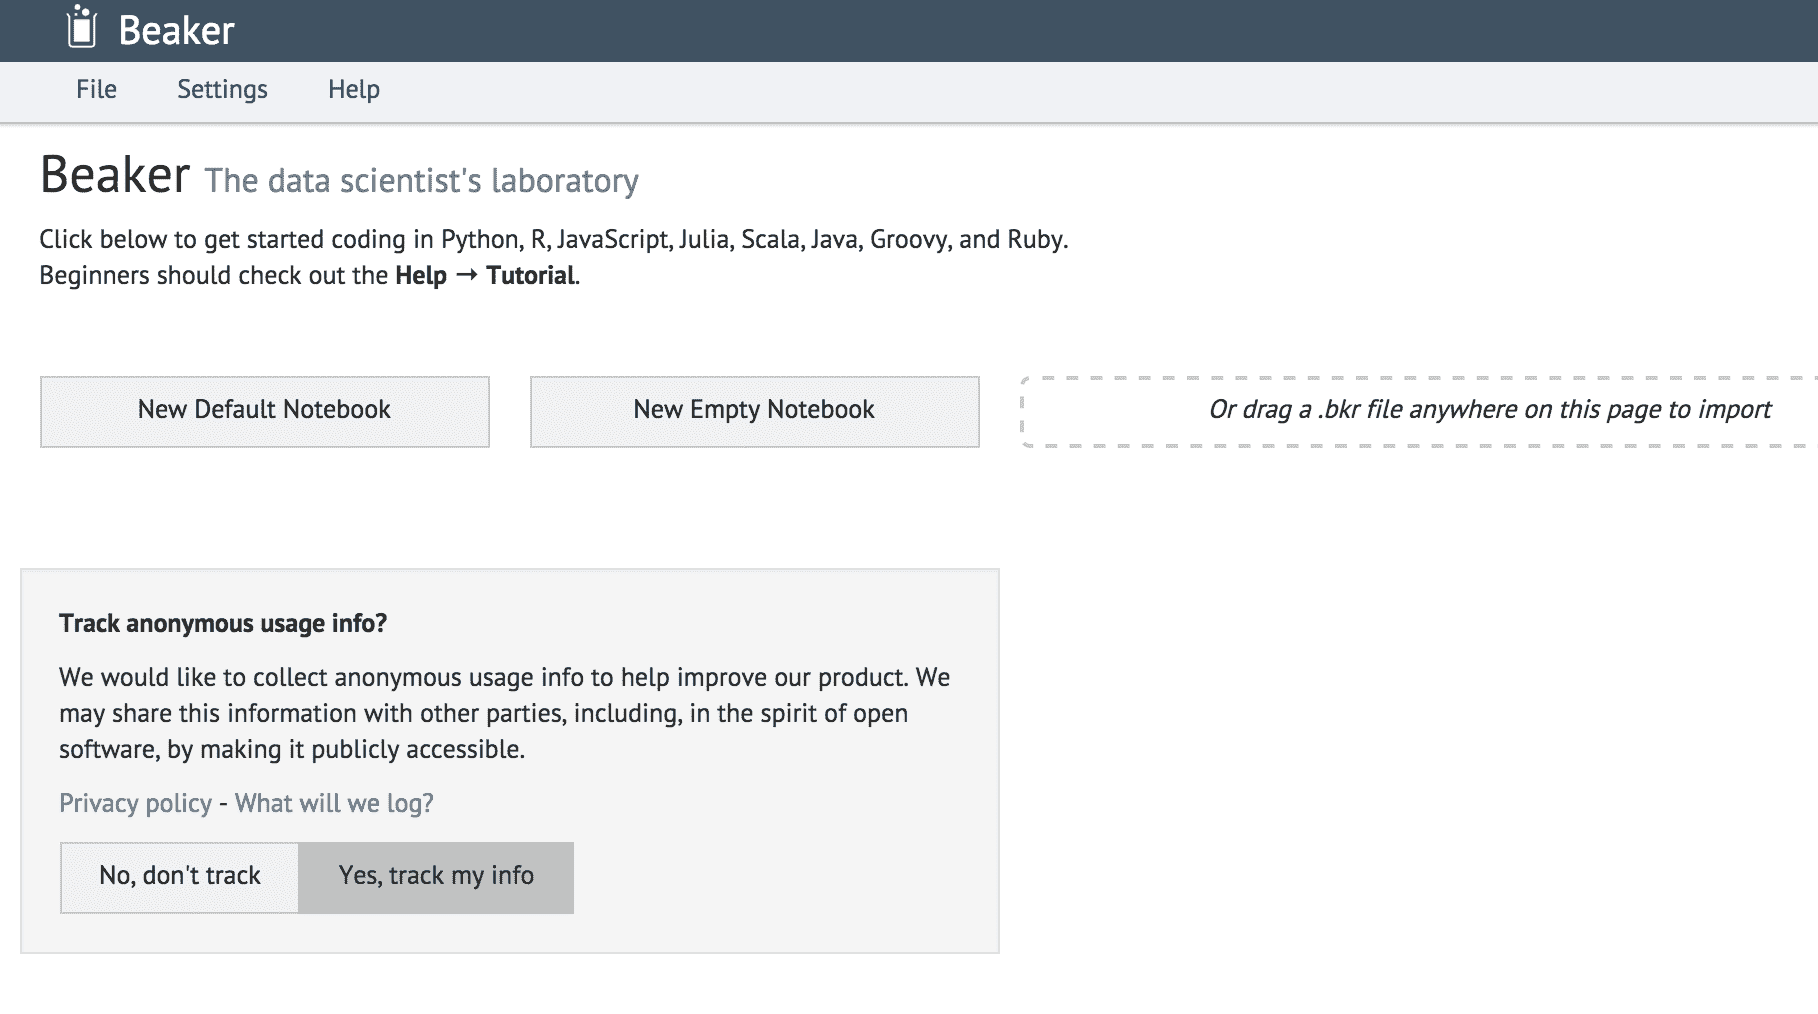 Beaker
File Settings Help
Beaker The data scientist's laboratory
Click below to get started coding in Python, R, JavaScript, Julia, Scala, Java, Groovy, and Ruby.
Beginners should check out the Help → Tutorial.
New Default Notebook New Empty Notebook Or drag a .bkr file anywhere on this page to import
Track anonymous usage info?
We would like to collect anonymous usage info to help improve our product. We
may share this information with other parties, including, in the spirit of open
software, by making it publicly accessible.
Privacy policy - What will we log?
No, don't track Yes, track my info